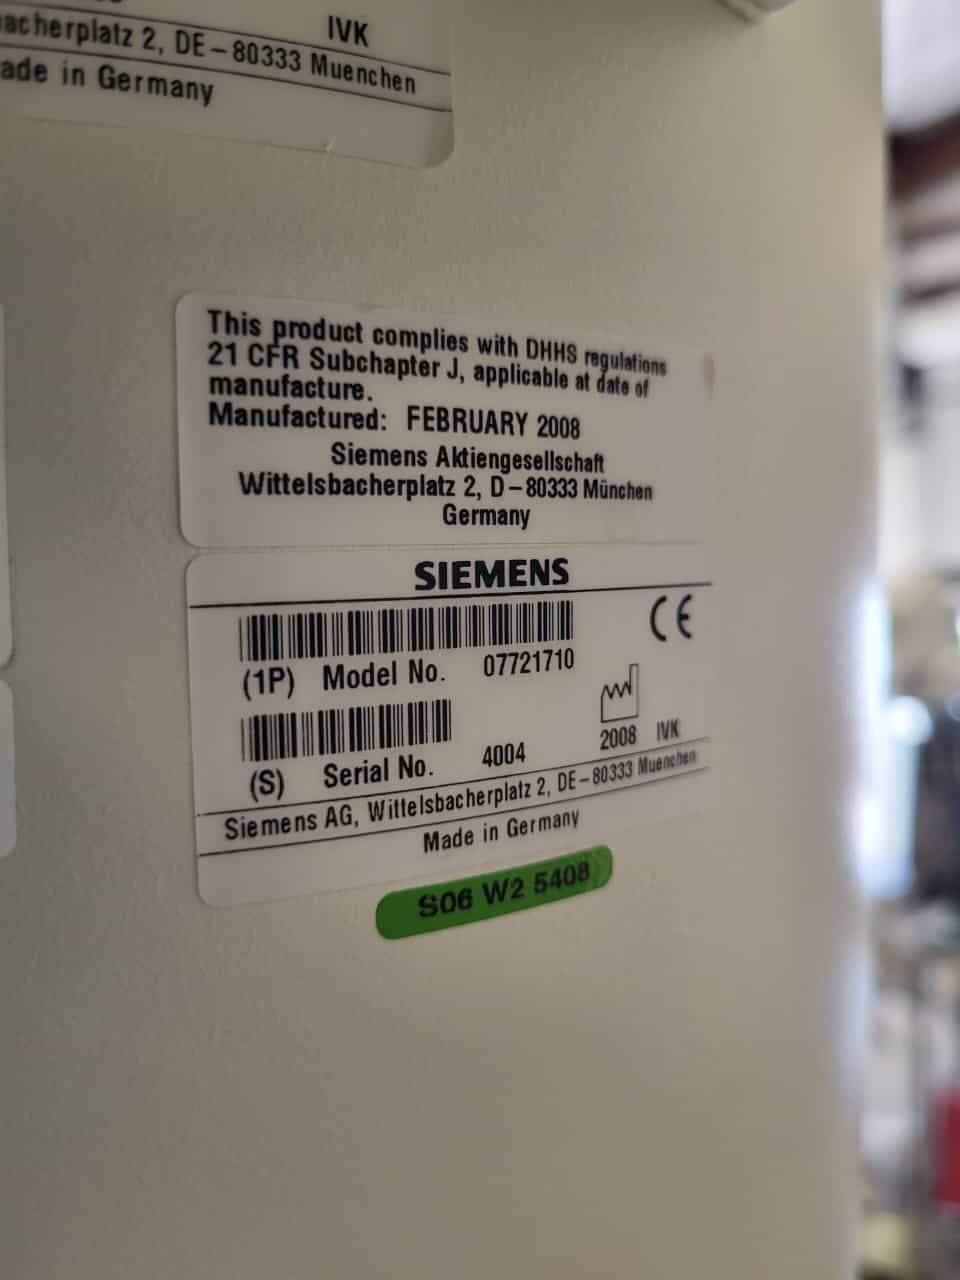 IVK
acherplatz 2, DE-80333 Muenchen
ade in Germany
This product complies with DHHS regulations
21 CFR Subchapter J, applicable at date of
manufacture.
Manufactured: FEBRUARY 2008
Siemens Aktiengesellschaft
Wittelsbacherplatz 2, D-80333 München
Germany
SIEMENS
CE
(1P) Model No. 07721710
(S) Serial No. 4004
2008 IVK
Siemens AG, Wittelsbacherplatz 2, DE-80333 Muenchen
Made in Germany
S06 W2 5408